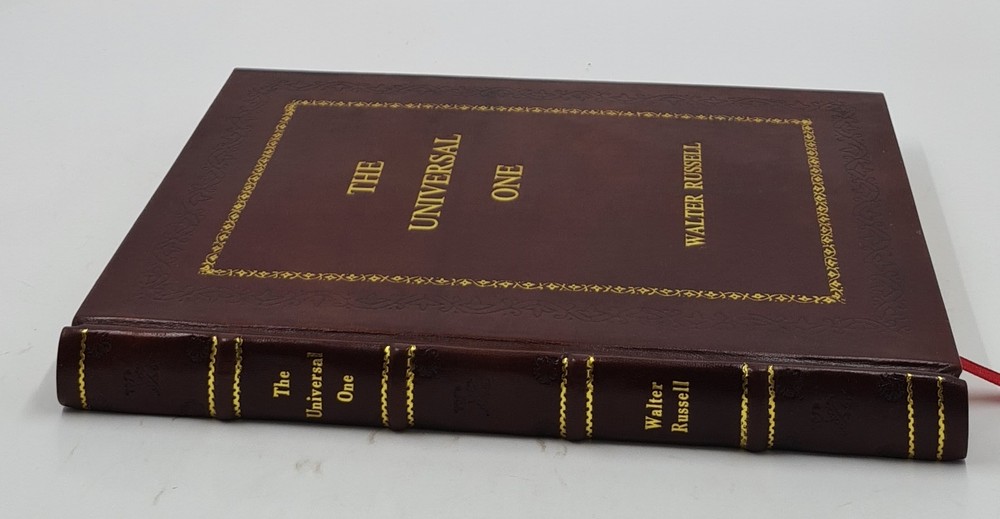 THE
UNIVERSAL
ONE
WALTER RUSSELL
The
Universal
One
Walter
Russell